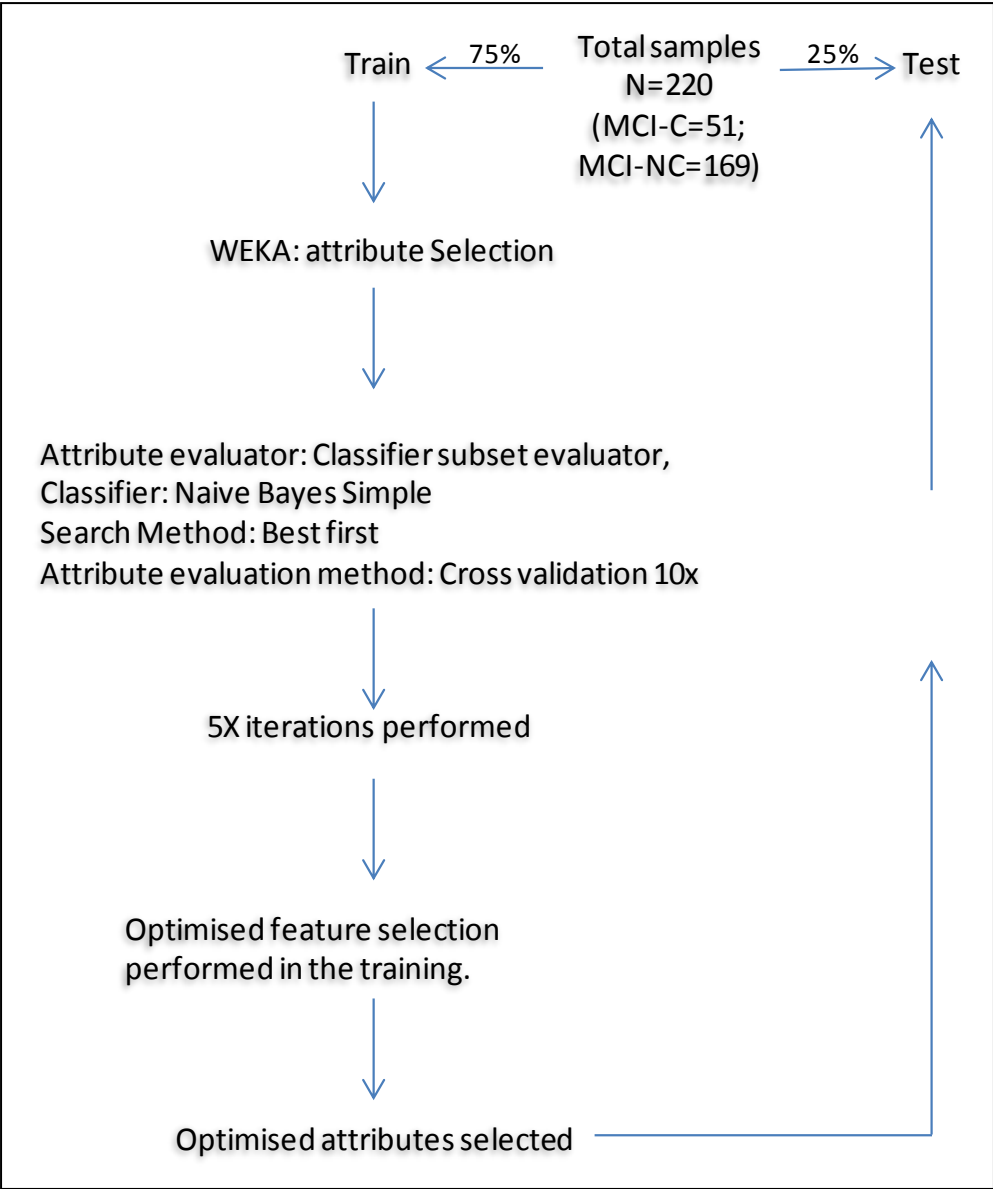 Train
75%
Total samples
N=220
(MCI-C=51;
MCI-NC=169)
25%
Test
WEKA: attribute Selection
Attribute evaluator: Classifier subset evaluator,
Classifier: Naive Bayes Simple
Search Method: Best first
Attribute evaluation method: Cross validation 10x
5X iterations performed
Optimised feature selection
performed in the training.
Optimised attributes selected